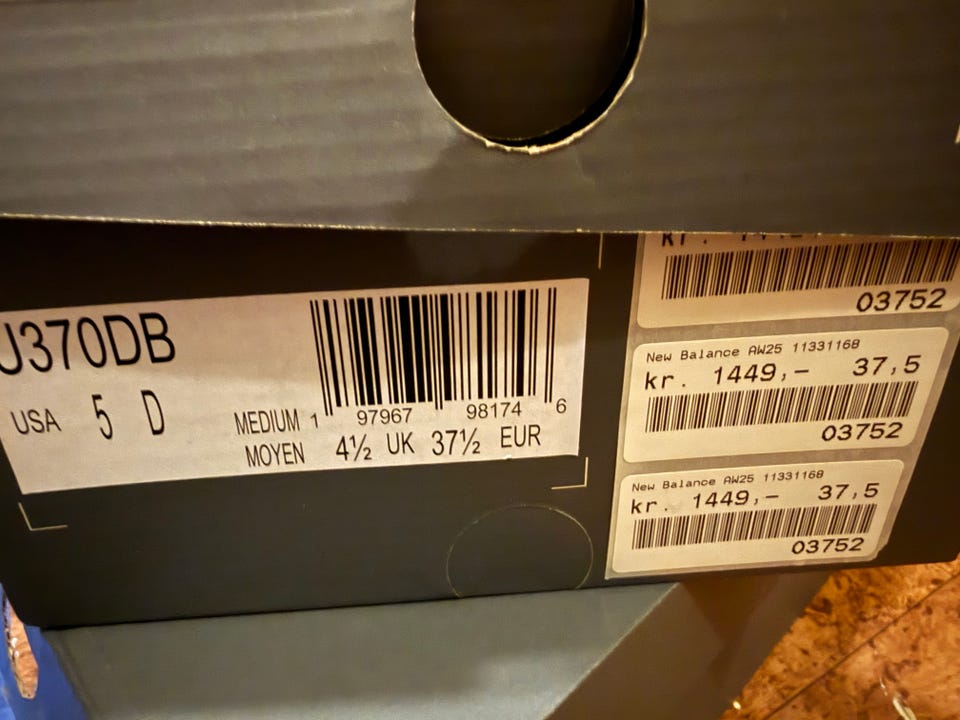 U370DB
USA 5 D
MEDIUM
MOYEN 4½ UK 37½ EUR
1 97967 98174 6
03752
New Balance AW25 11331168
kr. 1449,- 37,5
03752
New Balance AW25 11331168
kr. 1449,- 37,5
03752